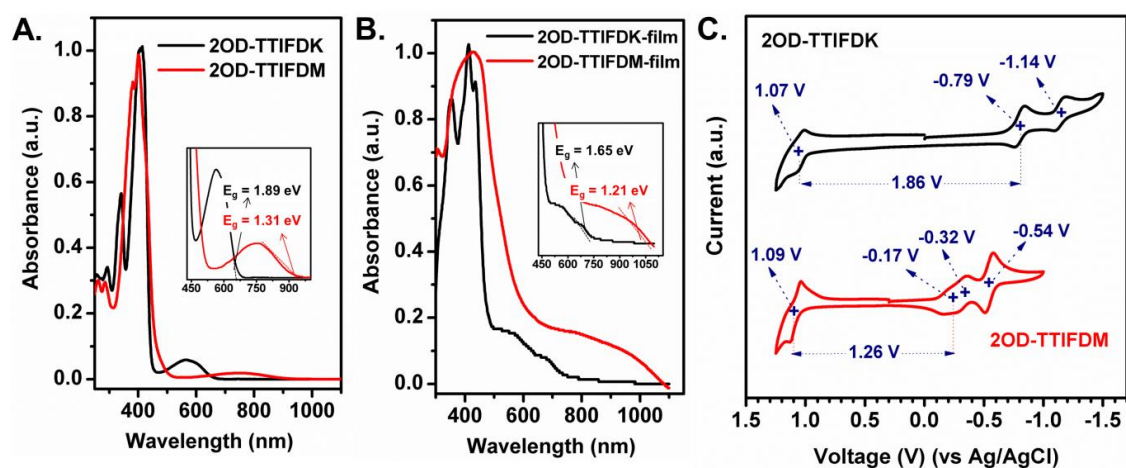 A.
2OD-TTIFDK
2OD-TTIFDM
1.0
0.8
0.6
0.4
0.2
0.0
Absorbance (a.u.)
400 600 800 1000
Wavelength (nm)
Eg = 1.89 eV
Eg = 1.31 eV
450 600 750 900
B.
2OD-TTIFDK-film
2OD-TTIFDM-film
1.0
0.8
0.6
0.4
0.2
0.0
Absorbance (a.u.)
400 600 800 1000
Wavelength (nm)
Eg = 1.65 eV
Eg = 1.21 eV
450 600 750 900 1050
C.
2OD-TTIFDK
-1.14 V
-0.79 V
1.07 V
1.86 V
-0.54 V
-0.32 V
-0.17 V
1.09 V
1.26 V
2OD-TTIFDM
Current (a.u.)
1.5 1.0 0.5 0.0 -0.5 -1.0 -1.5
Voltage (V) (vs Ag/AgCl)